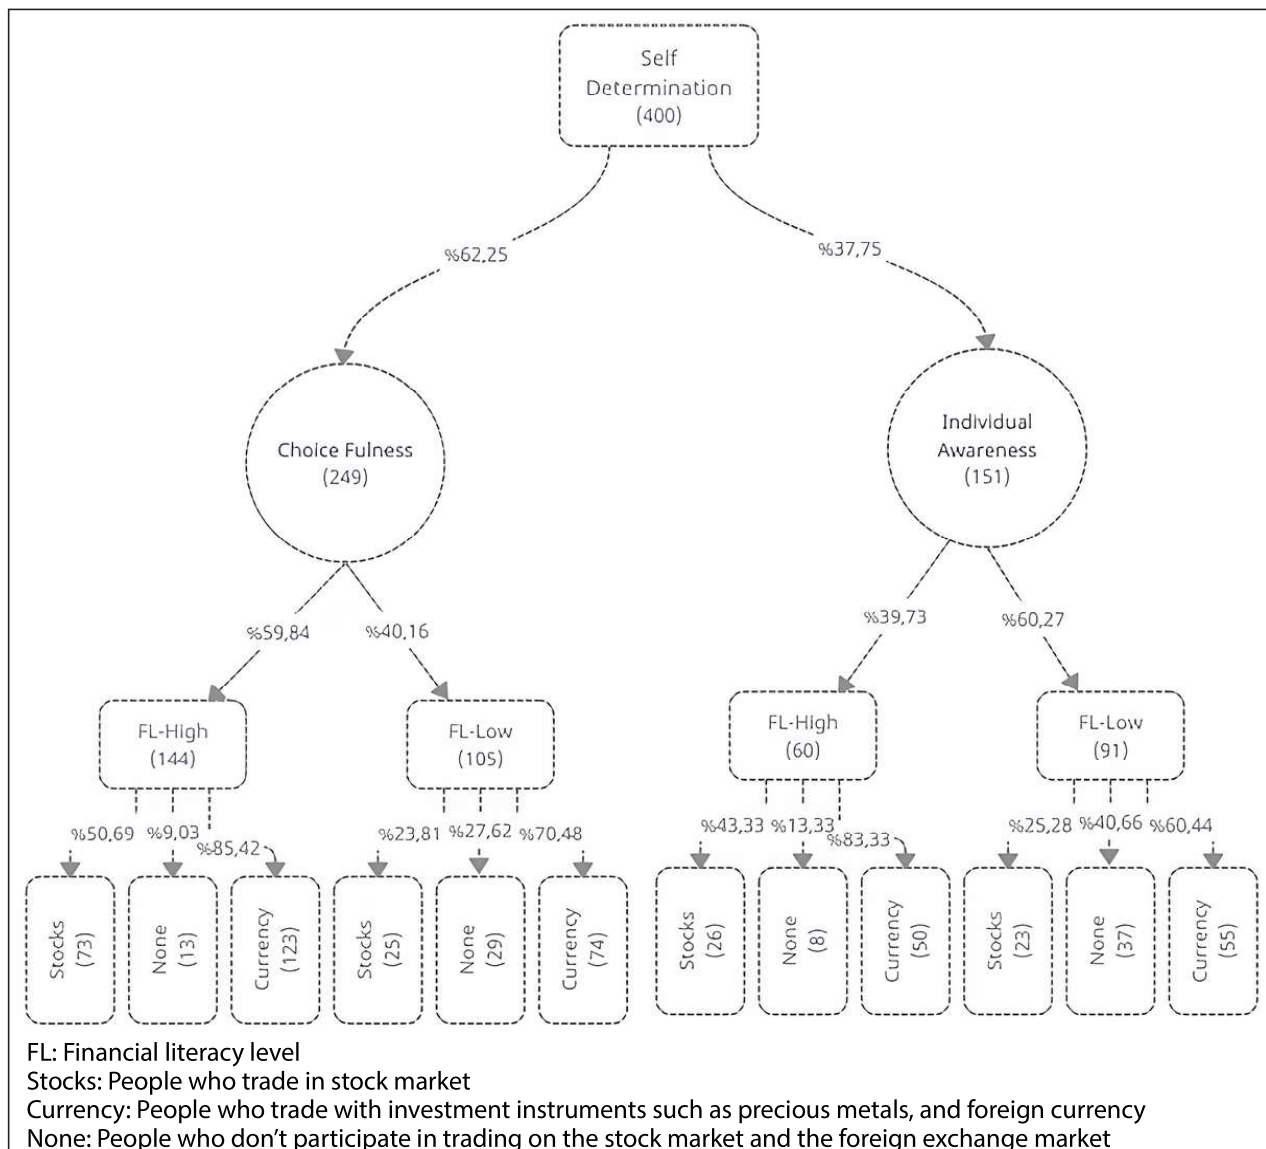 Self
Determination
(400)
%62,25
%37,75
Choice Fulness
(249)
Individual
Awareness
(151)
%59,84
%40,16
%39,73
%60,27
FL-High
(144)
FL-Low
(105)
FL-High
(60)
FL-Low
(91)
%50,69
%9,03
%85,42
%23,81
%27,62
%70,48
%43,33
%13,33
%83,33
%25,28
%40,66
%60,44
Stocks
(73)
None
(13)
Currency
(123)
Stocks
(25)
None
(29)
Currency
(74)
Stocks
(26)
None
(8)
Currency
(50)
Stocks
(23)
None
(37)
Currency
(55)
FL: Financial literacy level
Stocks: People who trade in stock market
Currency: People who trade with investment instruments such as precious metals, and foreign currency
None: People who don’t participate in trading on the stock market and the foreign exchange market